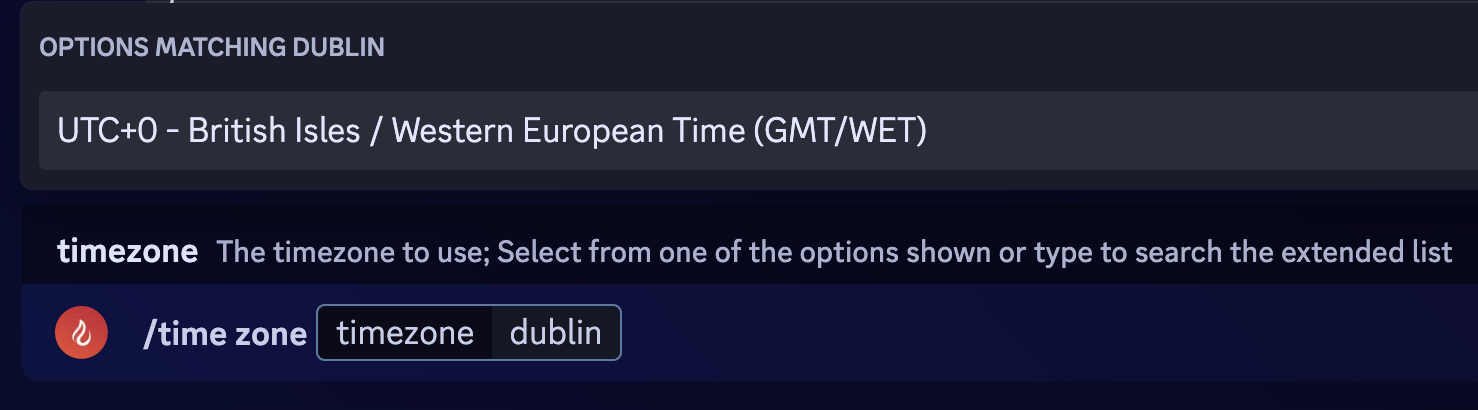 OPTIONS MATCHING DUBLIN
UTC+0 - British Isles / Western European Time (GMT/WET)
timezone The timezone to use; Select from one of the options shown or type to search the extended list
/time zone timezone dublin